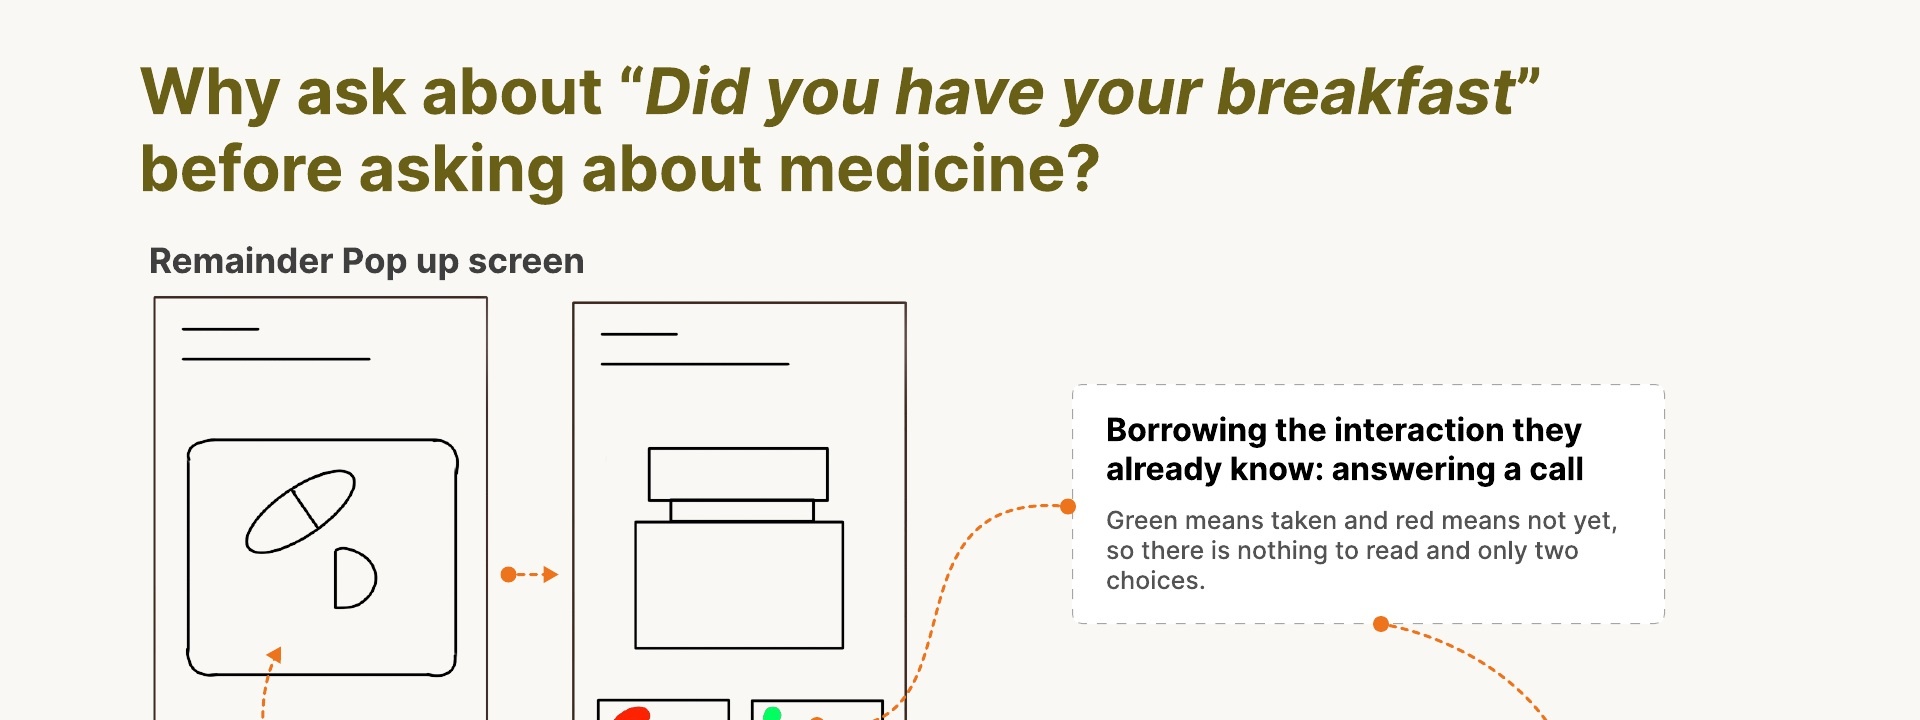 Why ask about “Did you have your breakfast”
before asking about medicine?
Remainder Pop up screen
Borrowing the interaction they
already know: answering a call
Green means taken and red means not yet,
so there is nothing to read and only two
choices.